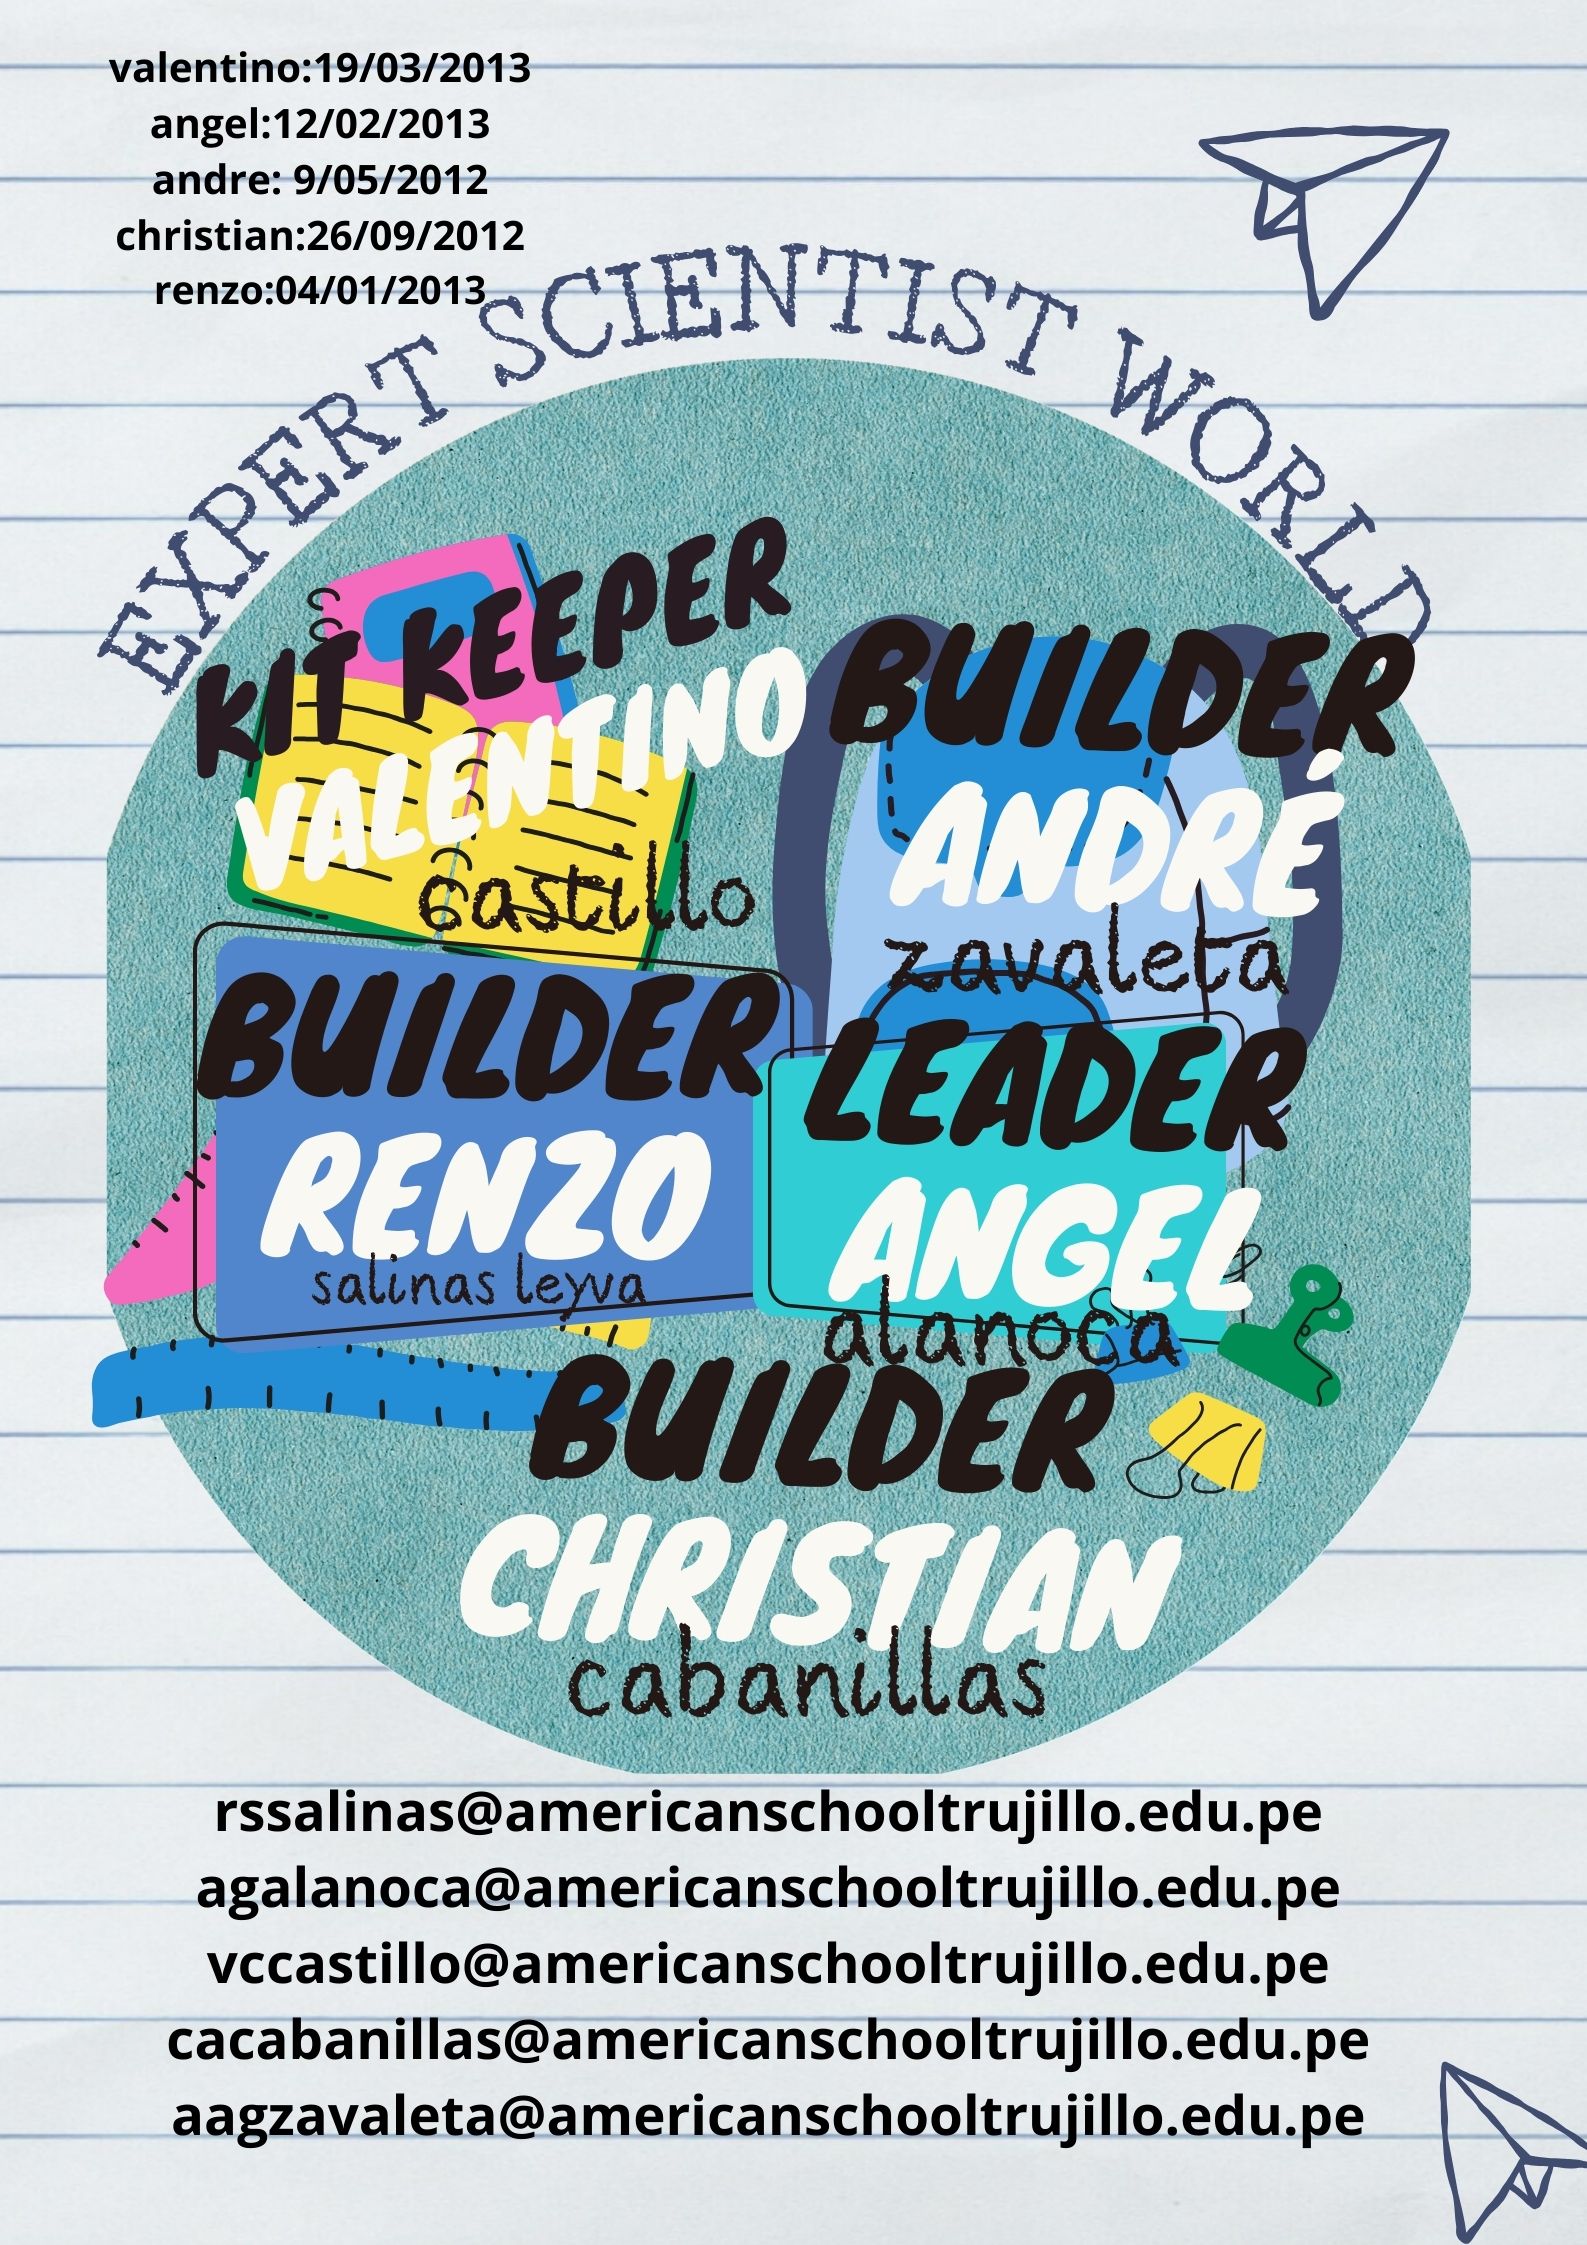 valentino:19/03/2013
angel:12/02/2013
andre: 9/05/2012
christian:26/09/2012
renzo:04/01/2013
EXPERT SCIENTIST WORLD
KIT KEEPER
VALENTINO
castillo
BUILDER
ANDRÉ
zavaleta
BUILDER
RENZO
salinas leyva
LEADER
ANGEL
alanoca
BUILDER
CHRISTIAN
cabanillas
rssalinas@americanschooltrujillo.edu.pe
agalanoca@americanschooltrujillo.edu.pe
vccastillo@americanschooltrujillo.edu.pe
cacabanillas@americanschooltrujillo.edu.pe
aagzavaleta@americanschooltrujillo.edu.pe